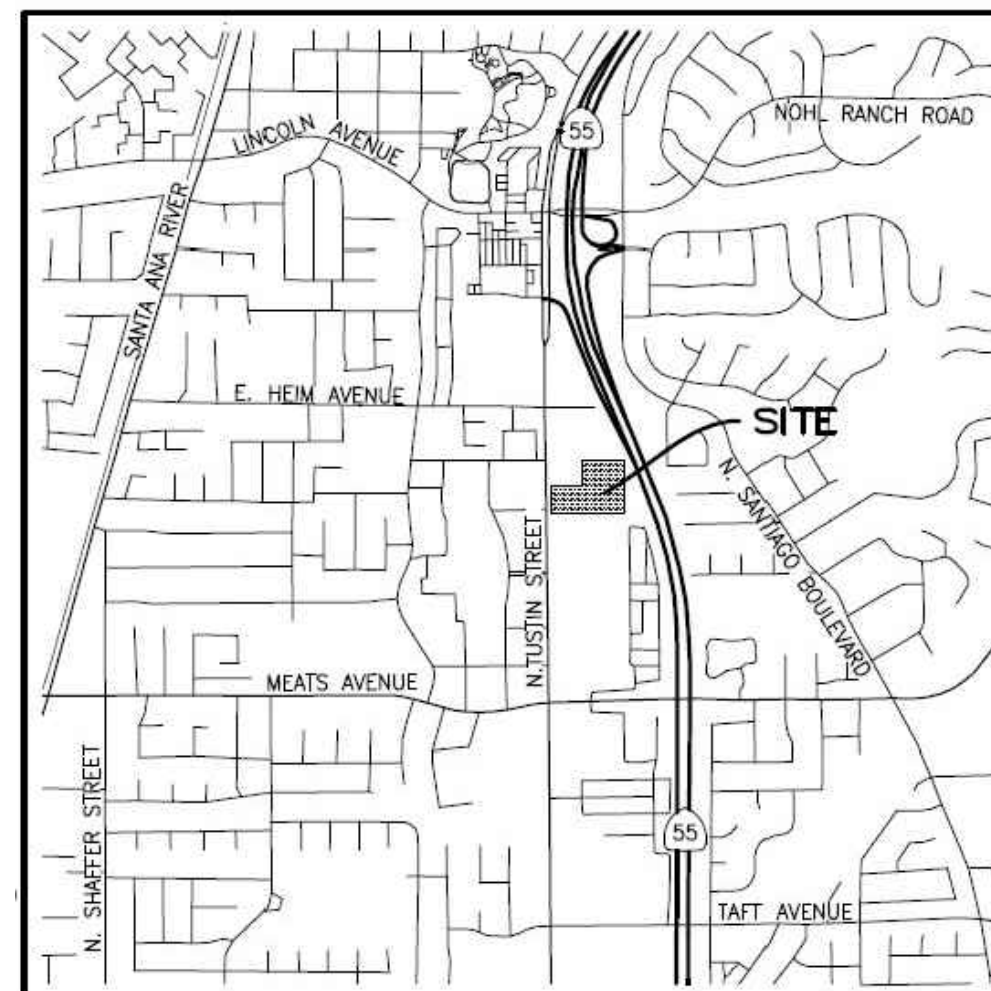 55
NOHL RANCH ROAD
LINCOLN AVENUE
SANTA ANA RIVER
E. HEIM AVENUE
SITE
N. SANTIAGO BOULEVARD
N.TUSTIN STREET
MEATS AVENUE
N. SHAFFER STREET
55
TAFT AVENUE